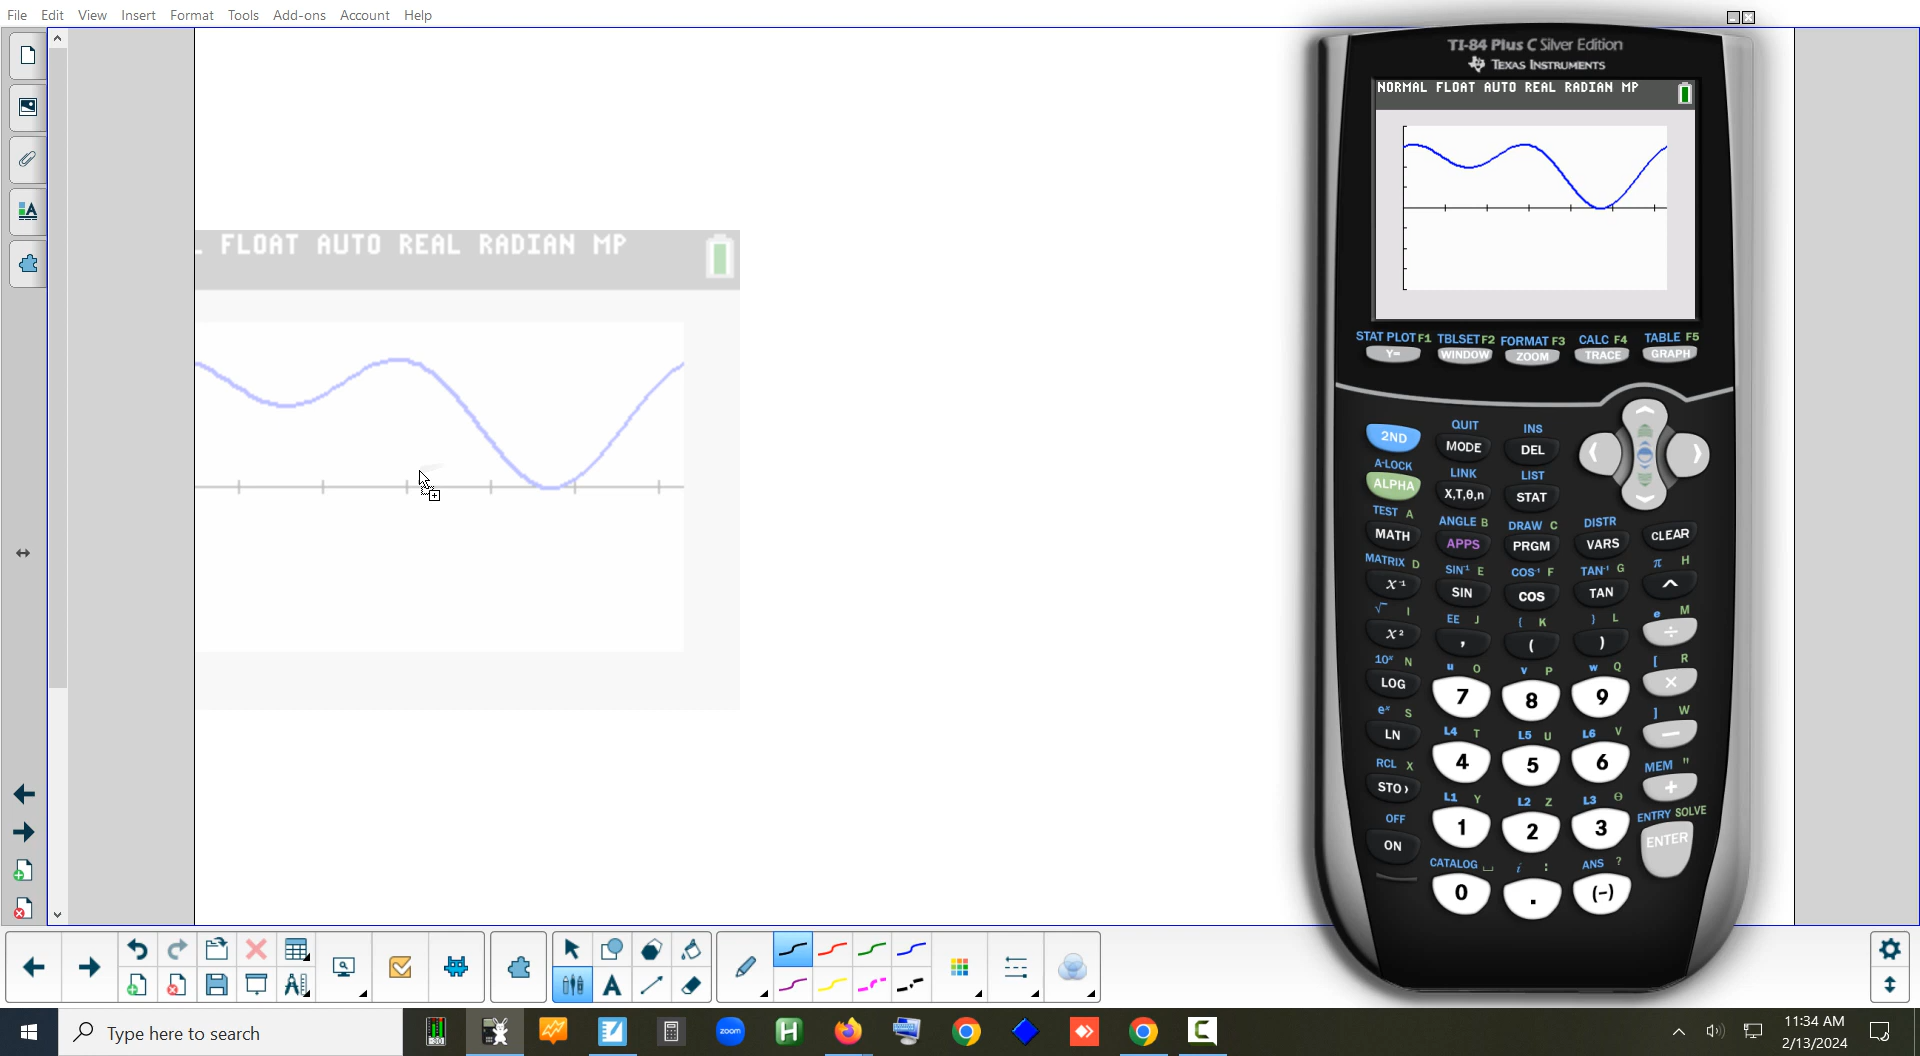 File Edit View Insert Format Tools Add-ons Account Help
TI-84 Plus C Silver Edition
TEXAS INSTRUMENTS
NORMAL FLOAT AUTO REAL RADIAN MP
L FLOAT AUTO REAL RADIAN MP
STAT PLOT F1 TBLSET F2 FORMAT F3 CALC F4 TABLE F5
Y= WINDOW ZOOM TRACE GRAPH
QUIT INS
2ND MODE DEL
A-LOCK LINK LIST
ALPHA X,T,θ,n STAT
TEST A ANGLE B DRAW C DISTR
MATH APPS PRGM VARS CLEAR
MATRIX D SIN⁻¹ E COS⁻¹ F TAN⁻¹ G π H
X⁻¹ SIN COS TAN ^
√‾ I EE J { K } L e M
X² , ( ) ÷
10ˣ N u O v P w Q [ R
LOG 7 8 9 ×
eˣ S L4 T L5 U L6 V ] W
LN 4 5 6 −
RCL X L1 Y L2 Z L3 θ MEM "
STO› 1 2 3 +
OFF CATALOG ⎵ i : ANS ? ENTRY SOLVE
ON 0 . (-) ENTER
A
A
Type here to search
zoom
H
C
11:34 AM
2/13/2024